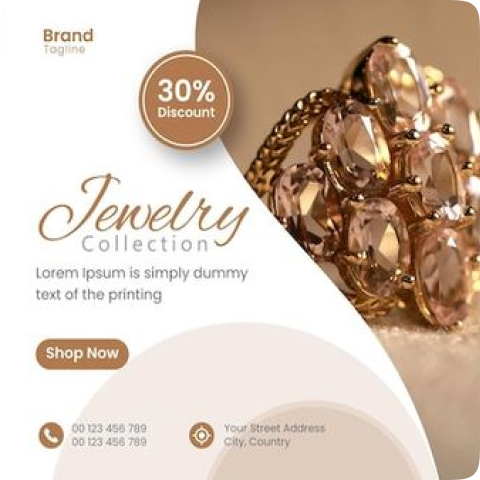 Brand
Tagline
30%
Discount
Jewelry
Collection
Lorem Ipsum is simply dummy
text of the printing
Shop Now
00 123 456 789
00 123 456 789
Your Street Address
City, Country